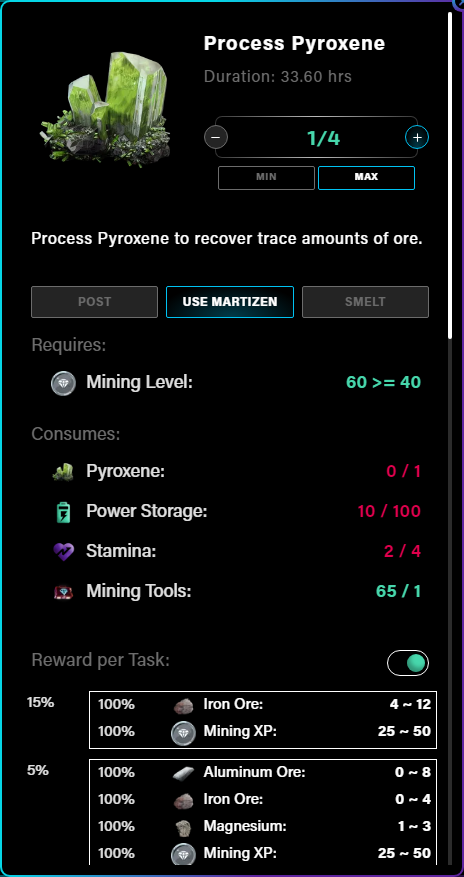 Process Pyroxene
Duration: 33.60 hrs
− 1/4 +
MIN MAX
Process Pyroxene to recover trace amounts of ore.
POST USE MARTIZEN SMELT
Requires:
Mining Level: 60 >= 40
Consumes:
Pyroxene: 0 / 1
Power Storage: 10 / 100
Stamina: 2 / 4
Mining Tools: 65 / 1
Reward per Task:
15% 100% Iron Ore: 4 ~ 12
100% Mining XP: 25 ~ 50
5% 100% Aluminum Ore: 0 ~ 8
100% Iron Ore: 0 ~ 4
100% Magnesium: 1 ~ 3
100% Mining XP: 25 ~ 50